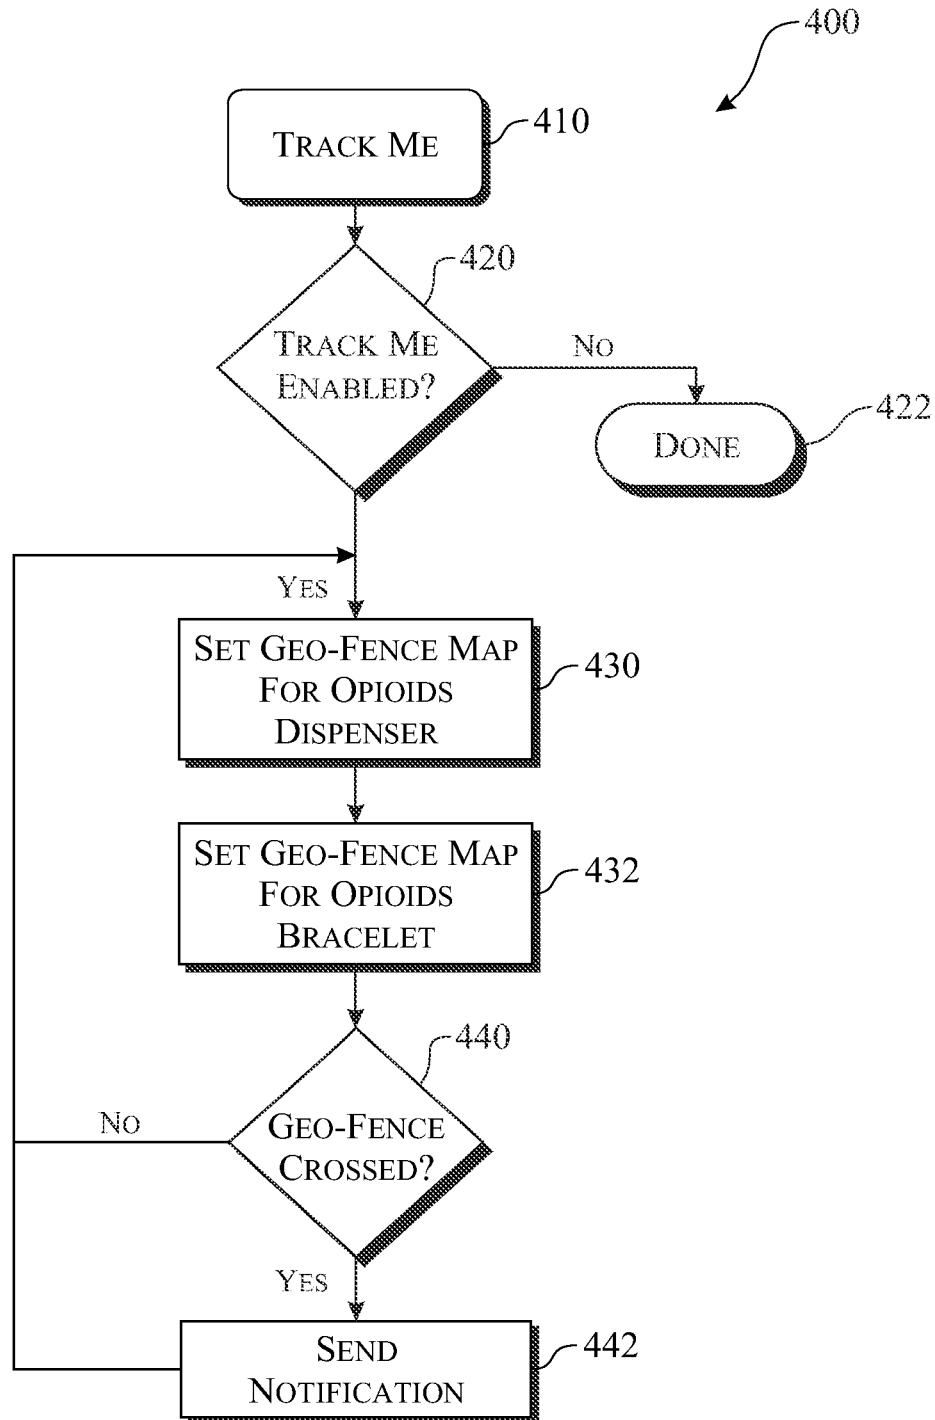 400
TRACK ME
410
420
TRACK ME
ENABLED?
NO
DONE
422
YES
SET GEO-FENCE MAP
FOR OPIOIDS
DISPENSER
430
SET GEO-FENCE MAP
FOR OPIOIDS
BRACELET
432
440
GEO-FENCE
CROSSED?
NO
YES
SEND
NOTIFICATION
442